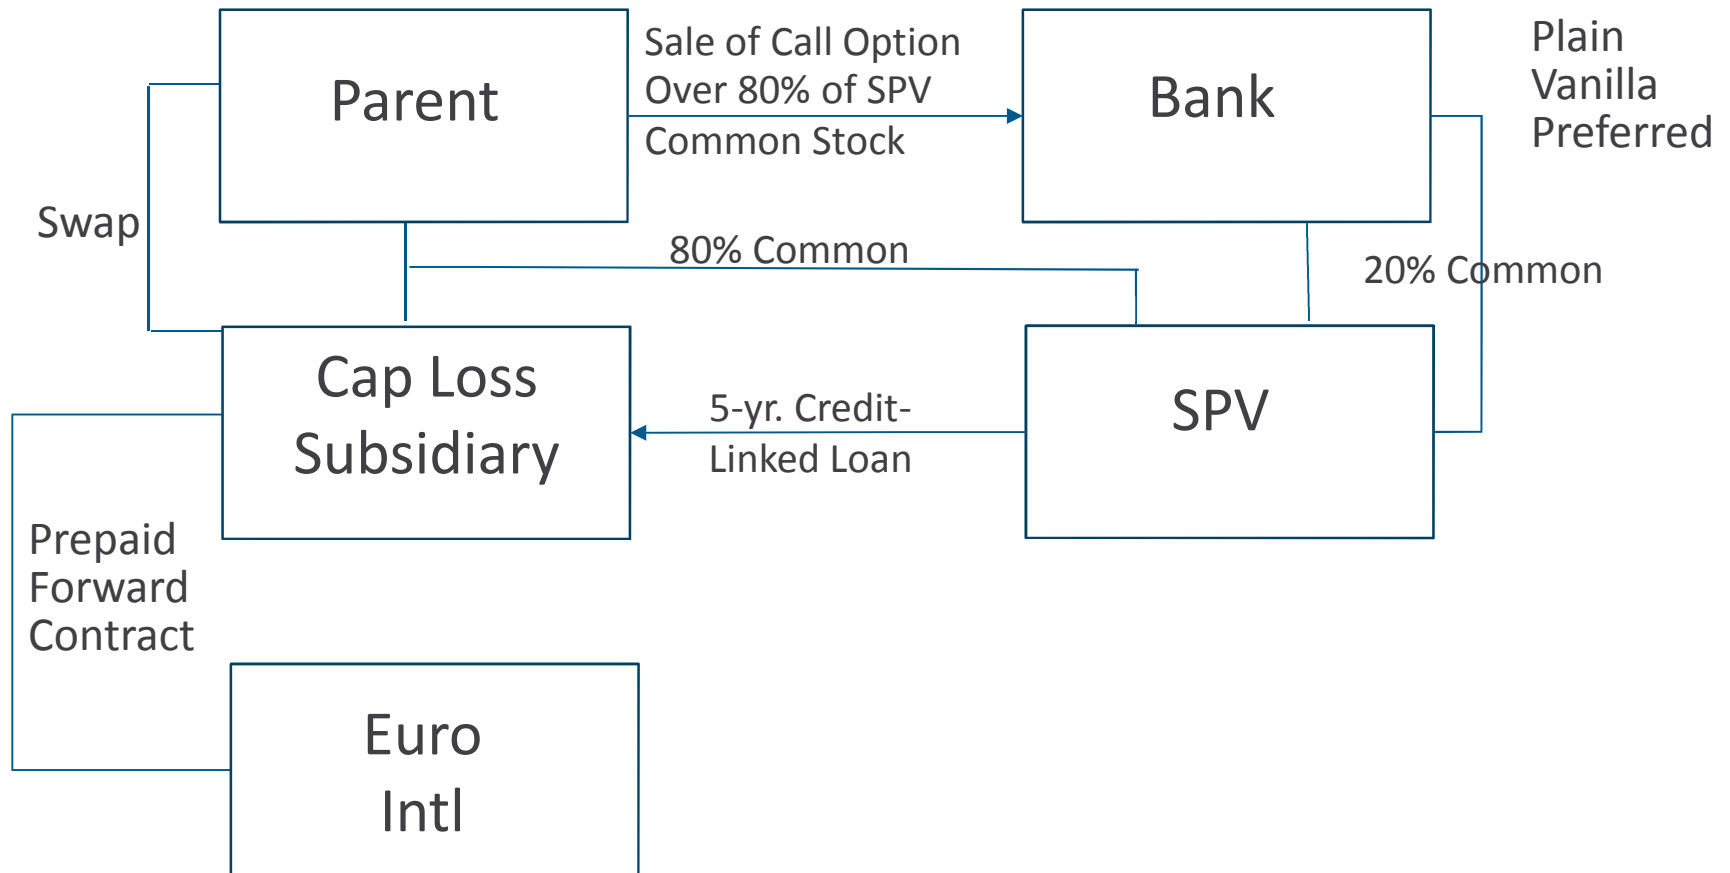 Parent
Sale of Call Option
Over 80% of SPV
Common Stock
Bank
Plain
Vanilla
Preferred
Swap
80% Common
20% Common
Cap Loss
Subsidiary
5-yr. Credit-
Linked Loan
SPV
Prepaid
Forward
Contract
Euro
Intl